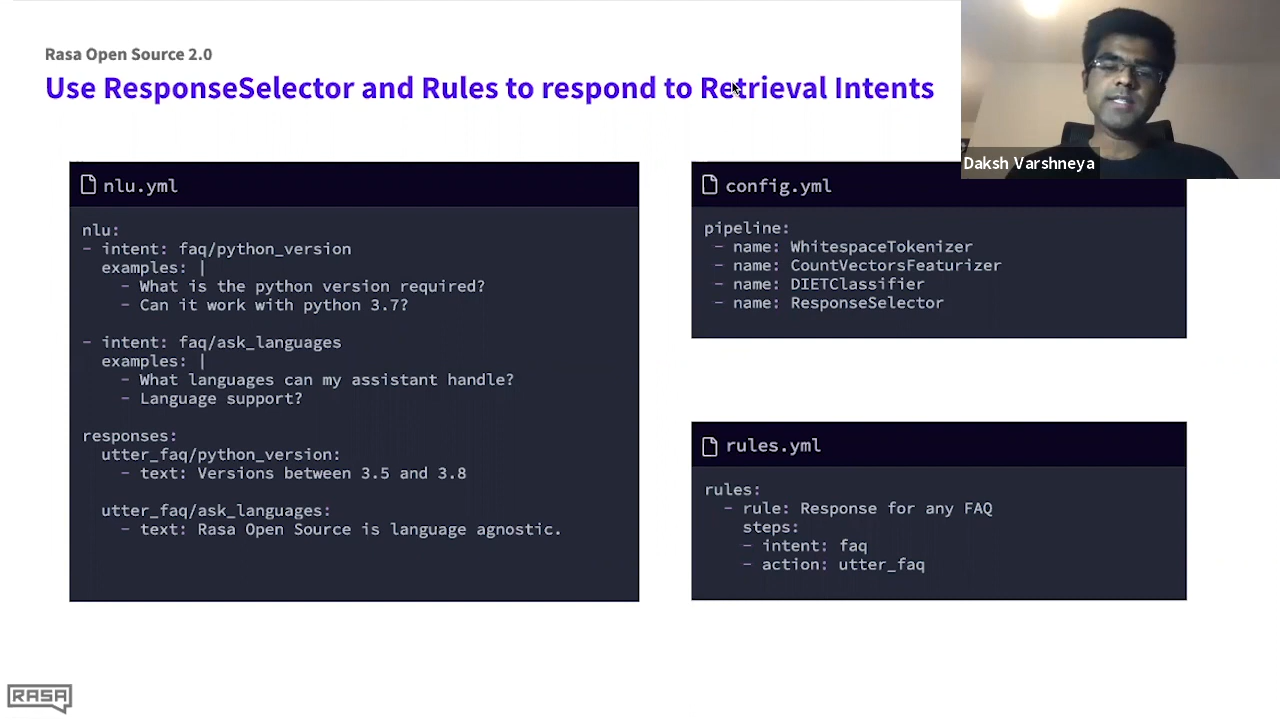 Rasa Open Source 2.0
Use ResponseSelector and Rules to respond to Retrieval Intents
Daksh Varshneya
nlu.yml
nlu:
- intent: faq/python_version
  examples: |
    - What is the python version required?
    - Can it work with python 3.7?
- intent: faq/ask_languages
  examples: |
    - What languages can my assistant handle?
    - Language support?
responses:
  utter_faq/python_version:
    - text: Versions between 3.5 and 3.8
  utter_faq/ask_languages:
    - text: Rasa Open Source is language agnostic.
config.yml
pipeline:
 - name: WhitespaceTokenizer
 - name: CountVectorsFeaturizer
 - name: DIETClassifier
 - name: ResponseSelector
rules.yml
rules:
  - rule: Response for any FAQ
    steps:
    - intent: faq
    - action: utter_faq
RASA